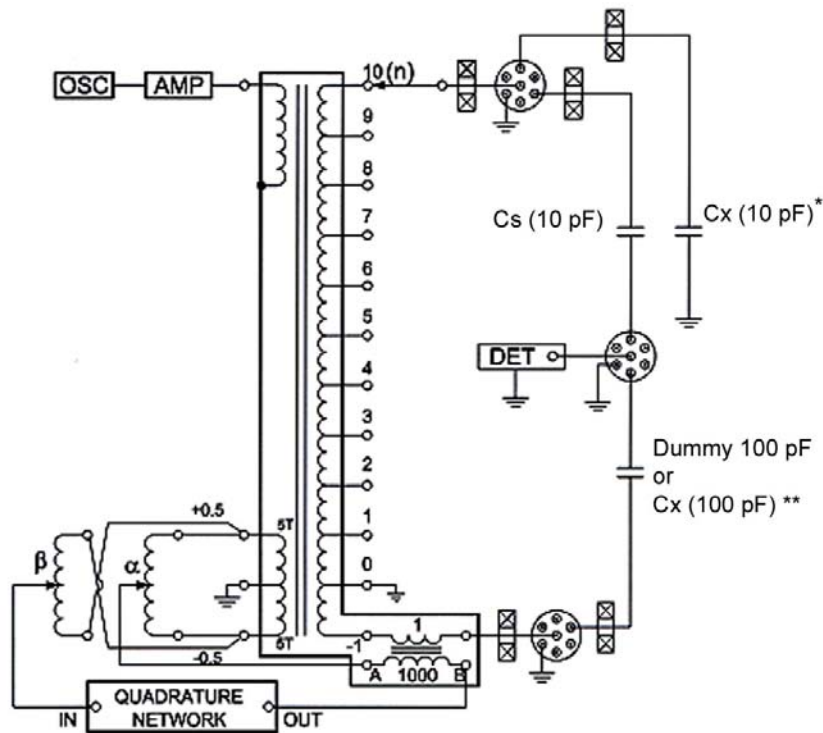 OSC
AMP
10 (n)
9
8
7
6
5
4
3
2
1
0
-1
Cs (10 pF)
Cx (10 pF)*
DET
Dummy 100 pF
or
Cx (100 pF) **
+0.5
5T
β
α
5T
-0.5
1
A
1000
B
QUADRATURE
NETWORK
IN
OUT